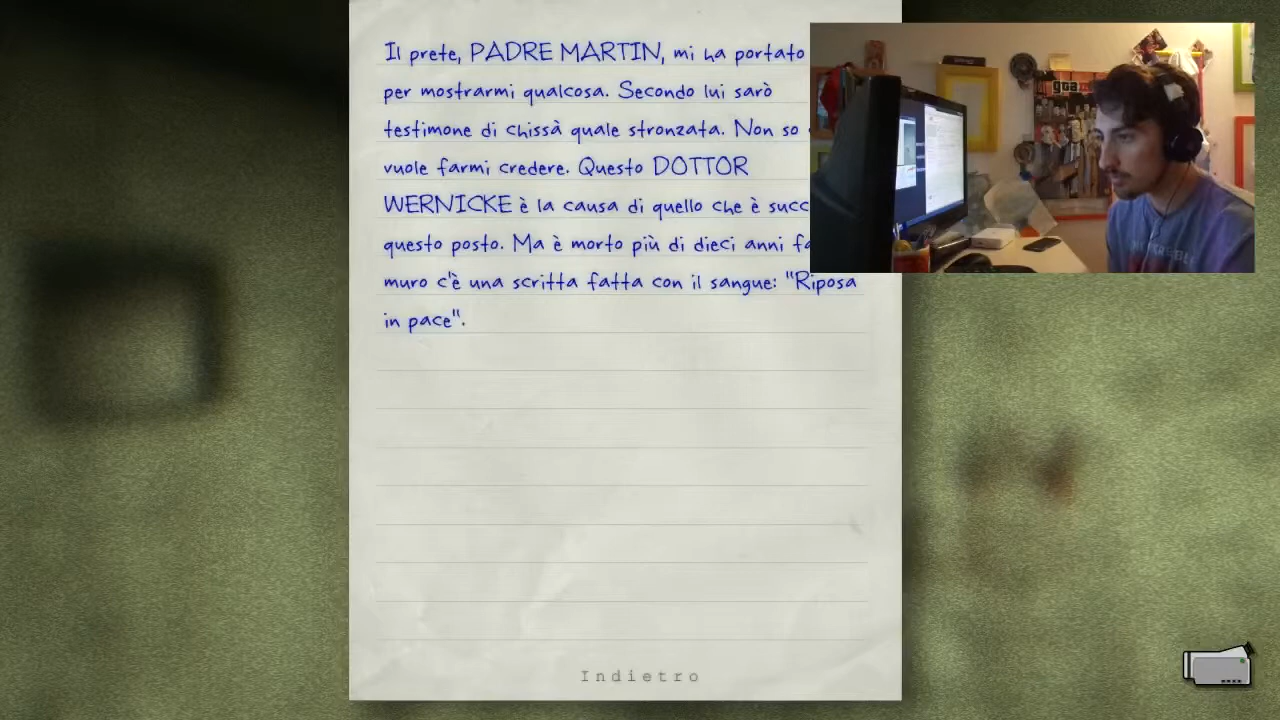 Il prete, PADRE MARTIN, mi ha portato
per mostrarmi qualcosa. Secondo lui sarò
testimone di chissà quale stronzata. Non so
vuole farmi credere. Questo DOTTOR
WERNICKE è la causa di quello che è succ
questo posto. Ma è morto più di dieci anni
muro c'è una scritta fatta con il sangue: "Riposa
in pace".
Indietro
gta